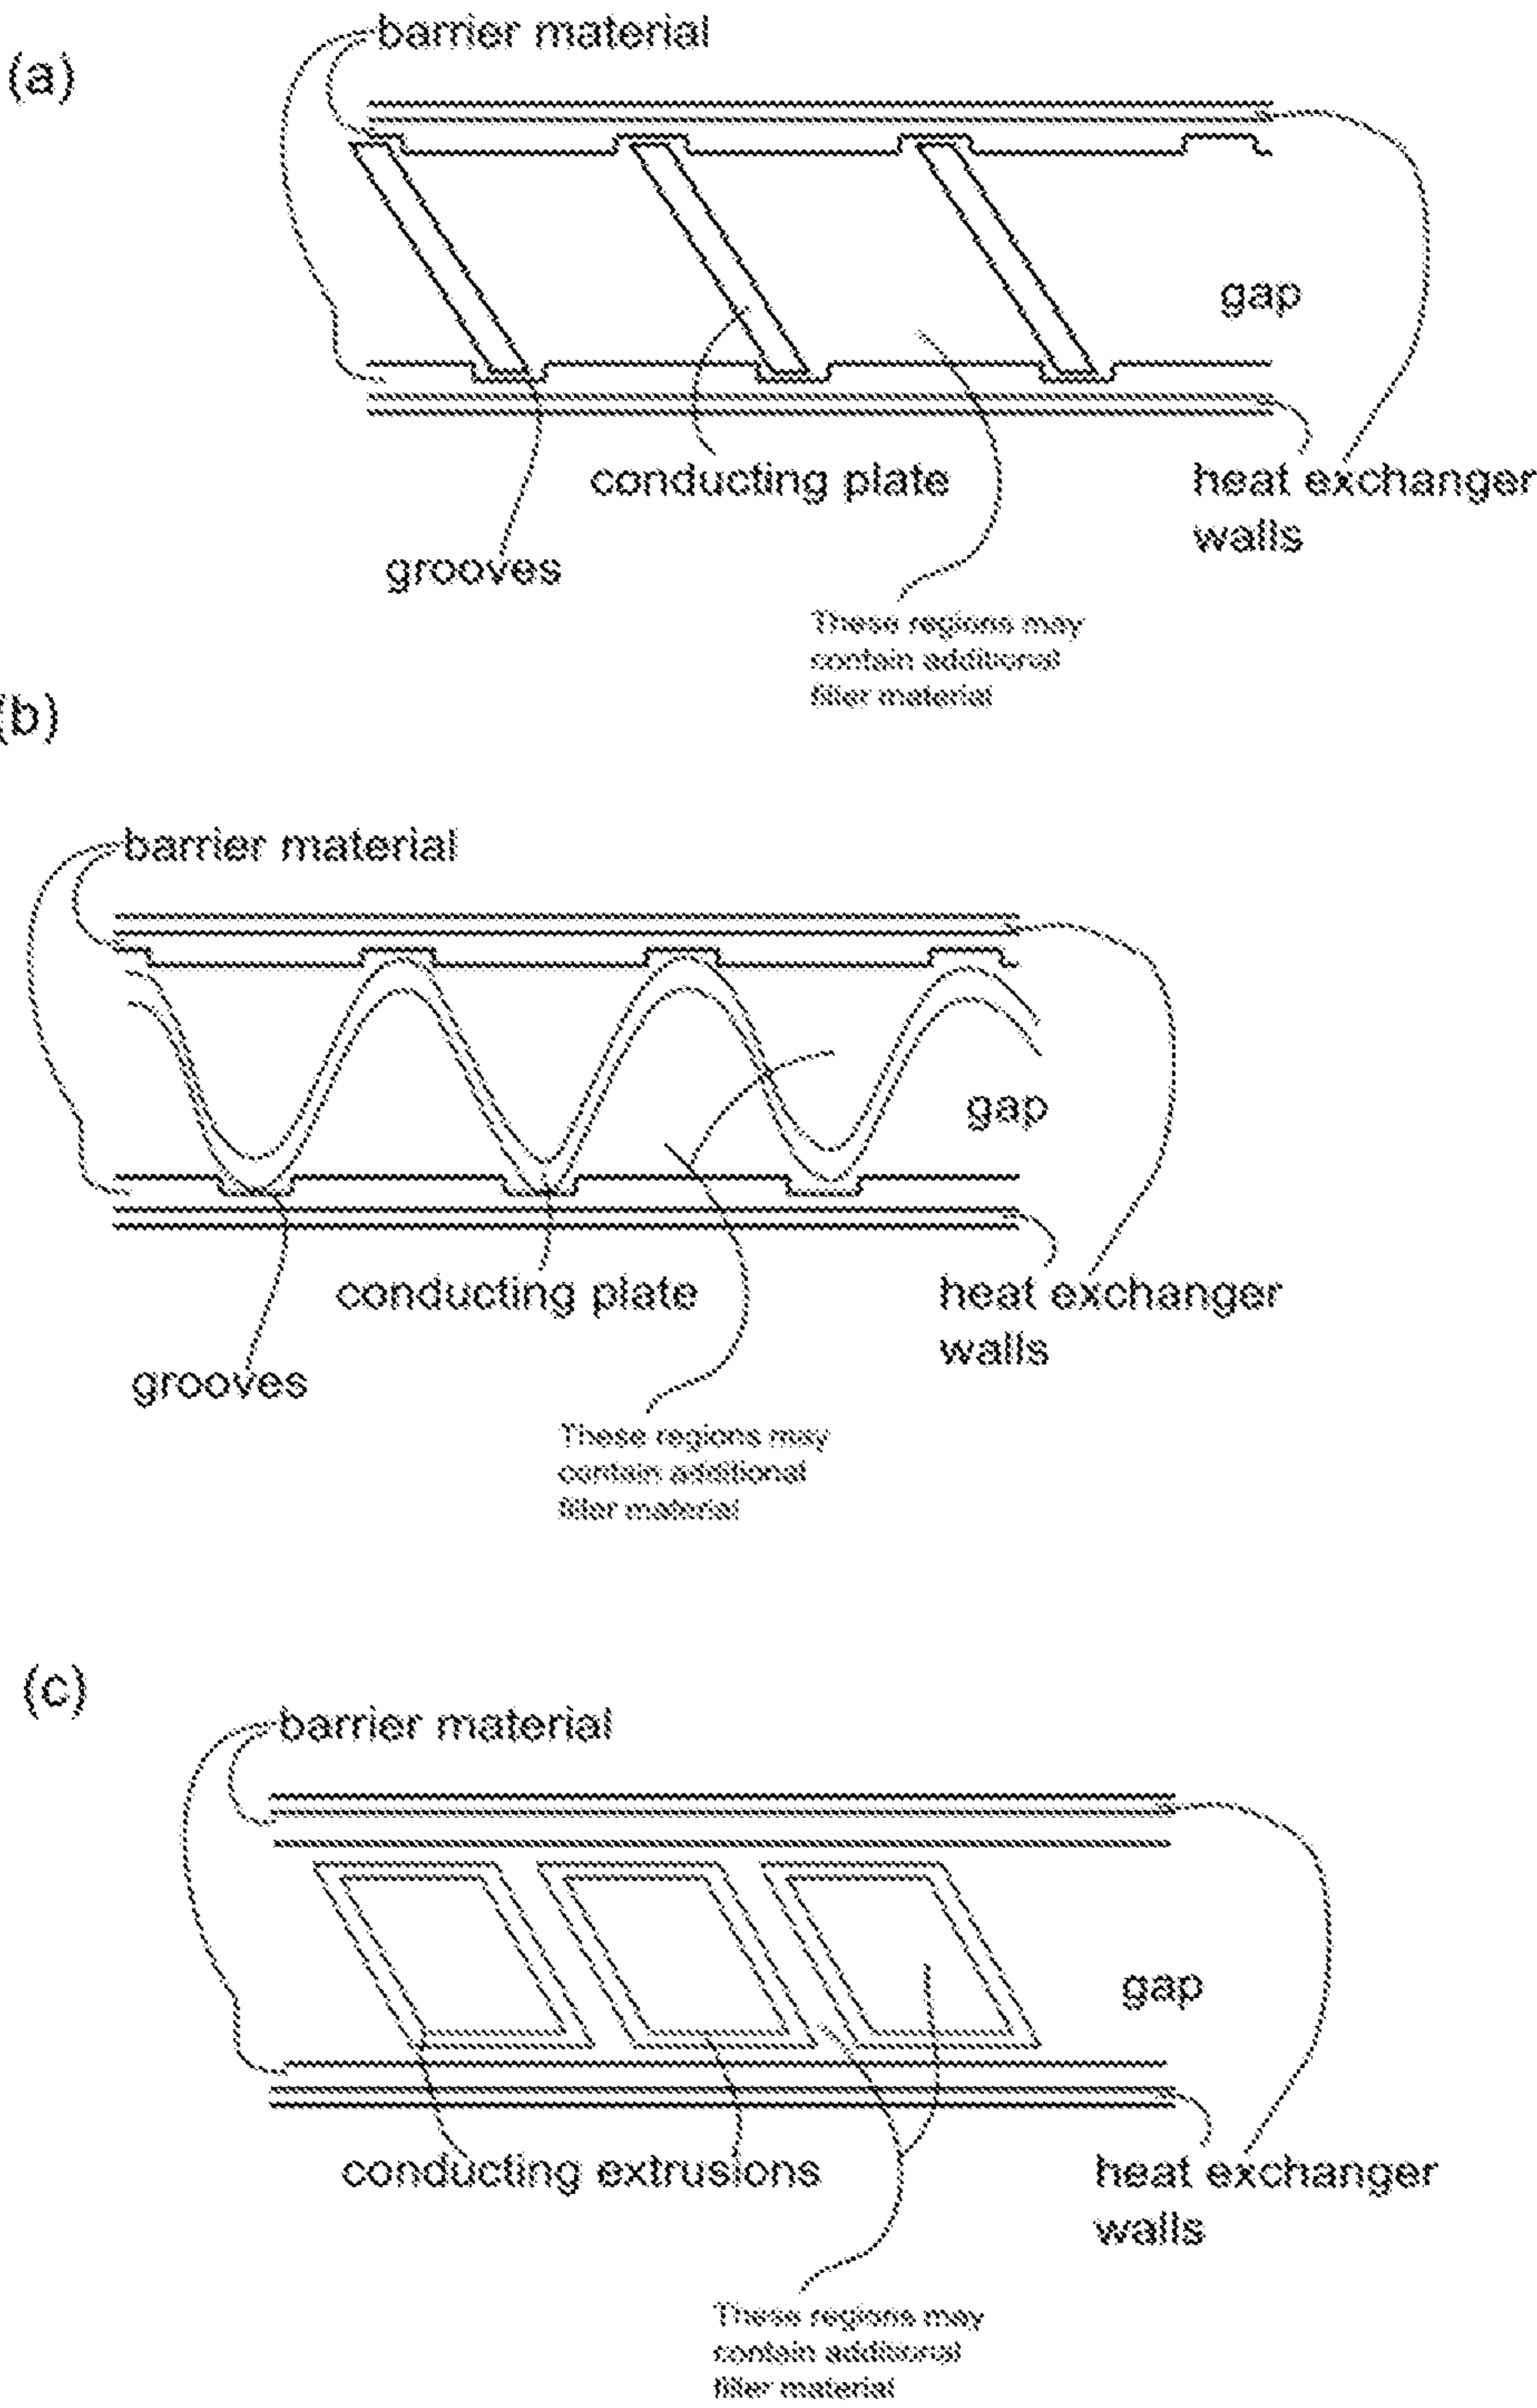 (a)
barrier material
gap
conducting plate
heat exchanger
walls
grooves
These regions may
contain additional
filler material
(b)
barrier material
gap
conducting plate
heat exchanger
walls
grooves
These regions may
contain additional
filler material
(c)
barrier material
gap
conducting extrusions
heat exchanger
walls
These regions may
contain additional
filler material